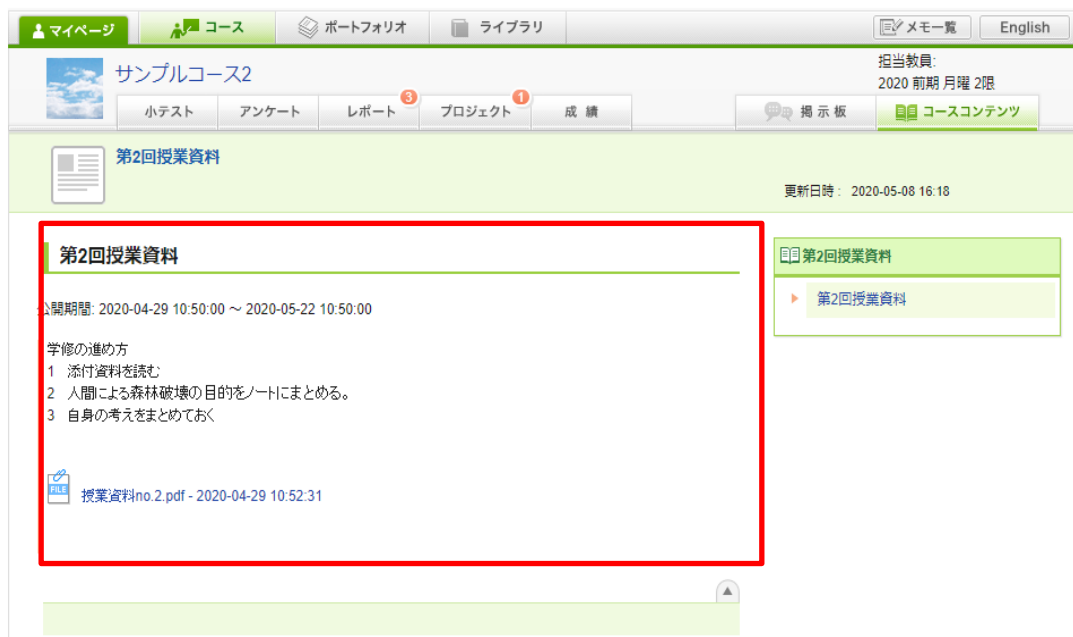 マイページ
コース
ポートフォリオ
ライブラリ
メモ一覧
English
サンプルコース2
担当教員:
2020 前期 月曜 2限
小テスト
アンケート
レポート
3
プロジェクト
1
成 績
掲示板
コースコンテンツ
第2回授業資料
更新日時 : 2020-05-08 16:18
第2回授業資料
公開期間: 2020-04-29 10:50:00 ～ 2020-05-22 10:50:00
学修の進め方
1 添付資料を読む
2 人間による森林破壊の目的をノートにまとめる。
3 自身の考えをまとめておく
FILE
授業資料no.2.pdf - 2020-04-29 10:52:31
第2回授業資料
第2回授業資料